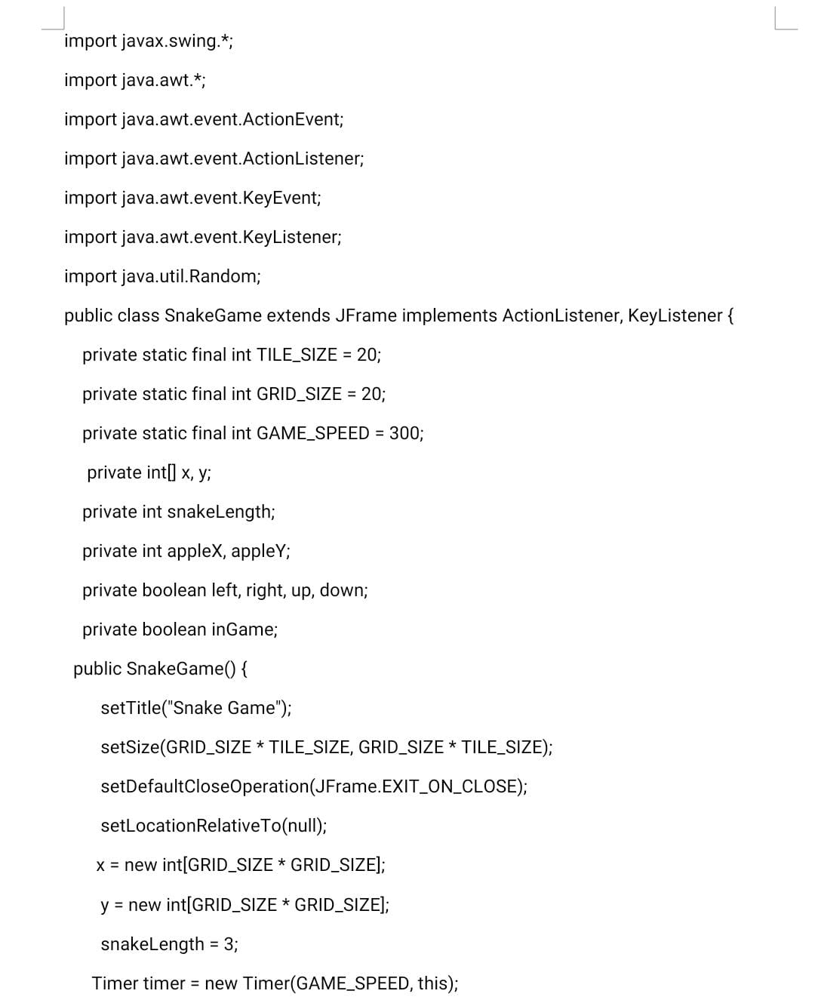 import javax.swing.*;
import java.awt.*;
import java.awt.event.ActionEvent;
import java.awt.event.ActionListener;
import java.awt.event.KeyEvent;
import java.awt.event.KeyListener;
import java.util.Random;
public class SnakeGame extends JFrame implements ActionListener, KeyListener {
private static final int TILE_SIZE = 20;
private static final int GRID_SIZE = 20;
private static final int GAME_SPEED = 300;
private int[] x, y;
private int snakeLength;
private int appleX, appleY;
private boolean left, right, up, down;
private boolean inGame;
public SnakeGame() {
setTitle("Snake Game");
setSize(GRID_SIZE * TILE_SIZE, GRID_SIZE * TILE_SIZE);
setDefaultCloseOperation(JFrame.EXIT_ON_CLOSE);
setLocationRelativeTo(null);
x = new int[GRID_SIZE * GRID_SIZE];
y = new int[GRID_SIZE * GRID_SIZE];
snakeLength = 3;
Timer timer = new Timer(GAME_SPEED, this);